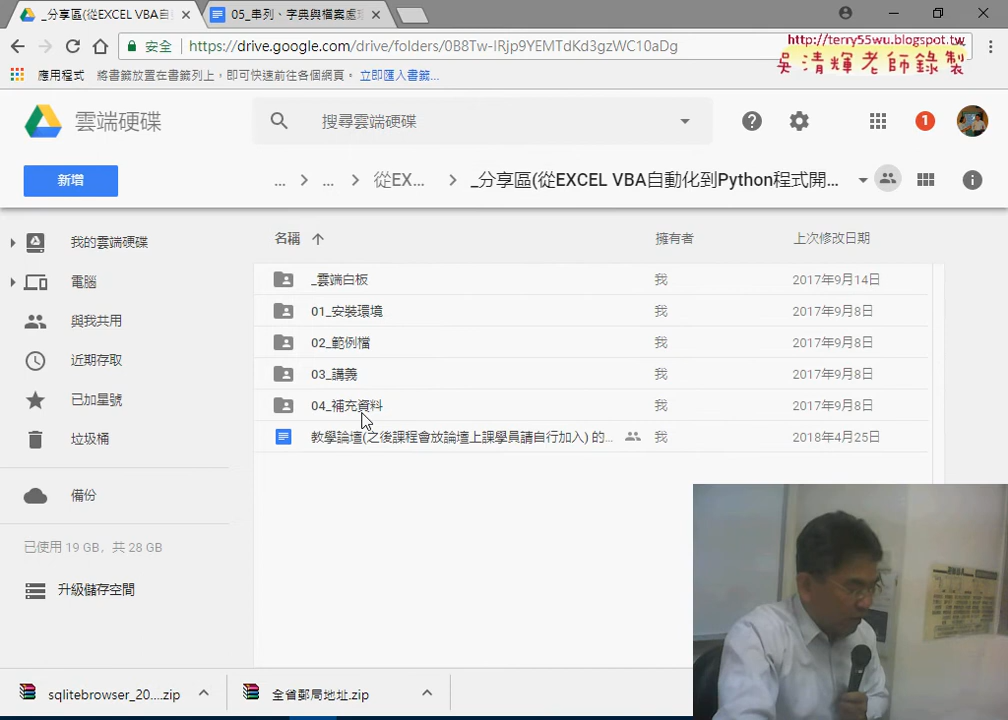 _分享區(從EXCEL VBA自
05_串列、字典與檔案處
安全 https://drive.google.com/drive/folders/0B8Tw-IRjp9YEMTdKd3gzWC10aDg
http://terry55wu.blogspot.tw
吳清輝老師錄製
應用程式 將書籤放置在書籤列上，即可快速前往各個網頁。 立即匯入書籤...
雲端硬碟
搜尋雲端硬碟
1
新增
... > ... > 從EX... > _分享區(從EXCEL VBA自動化到Python程式開...
我的雲端硬碟
電腦
與我共用
近期存取
已加星號
垃圾桶
備份
已使用 19 GB，共 28 GB
升級儲存空間
名稱 擁有者 上次修改日期
_雲端白板 我 2017年9月14日
01_安裝環境 我 2017年9月8日
02_範例檔 我 2017年9月8日
03_講義 我 2017年9月8日
04_補充資料 我 2017年9月8日
教學論壇(之後課程會放論壇上課學員請自行加入) 的... 我 2018年4月25日
sqlitebrowser_20....zip
全省郵局地址.zip